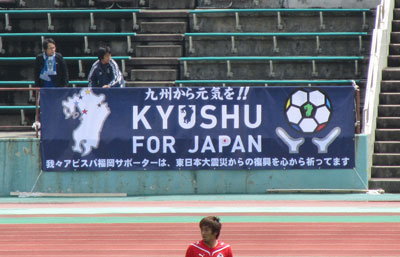 九州から元気を!!
KYUSHU
FOR JAPAN
我々アビスパ福岡サポーターは、東日本大震災からの復興を心から祈ってます